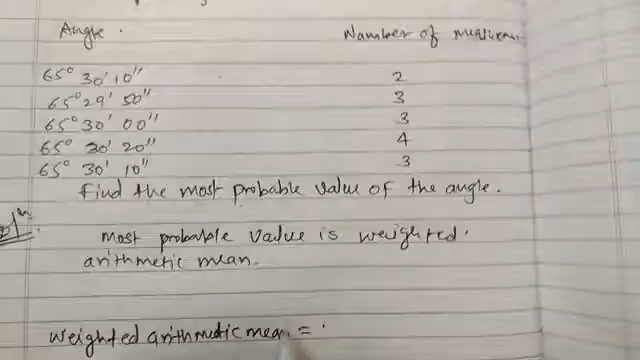 Angle. Number of
65° 30' 10" 2
65° 29' 50" 3
65° 30' 00" 3
65° 30' 20" 4
65° 30' 10" 3
Find the most probable value of the angle.
most probable value is weighted
arithmetic mean.
Weighted arithmetic mean =